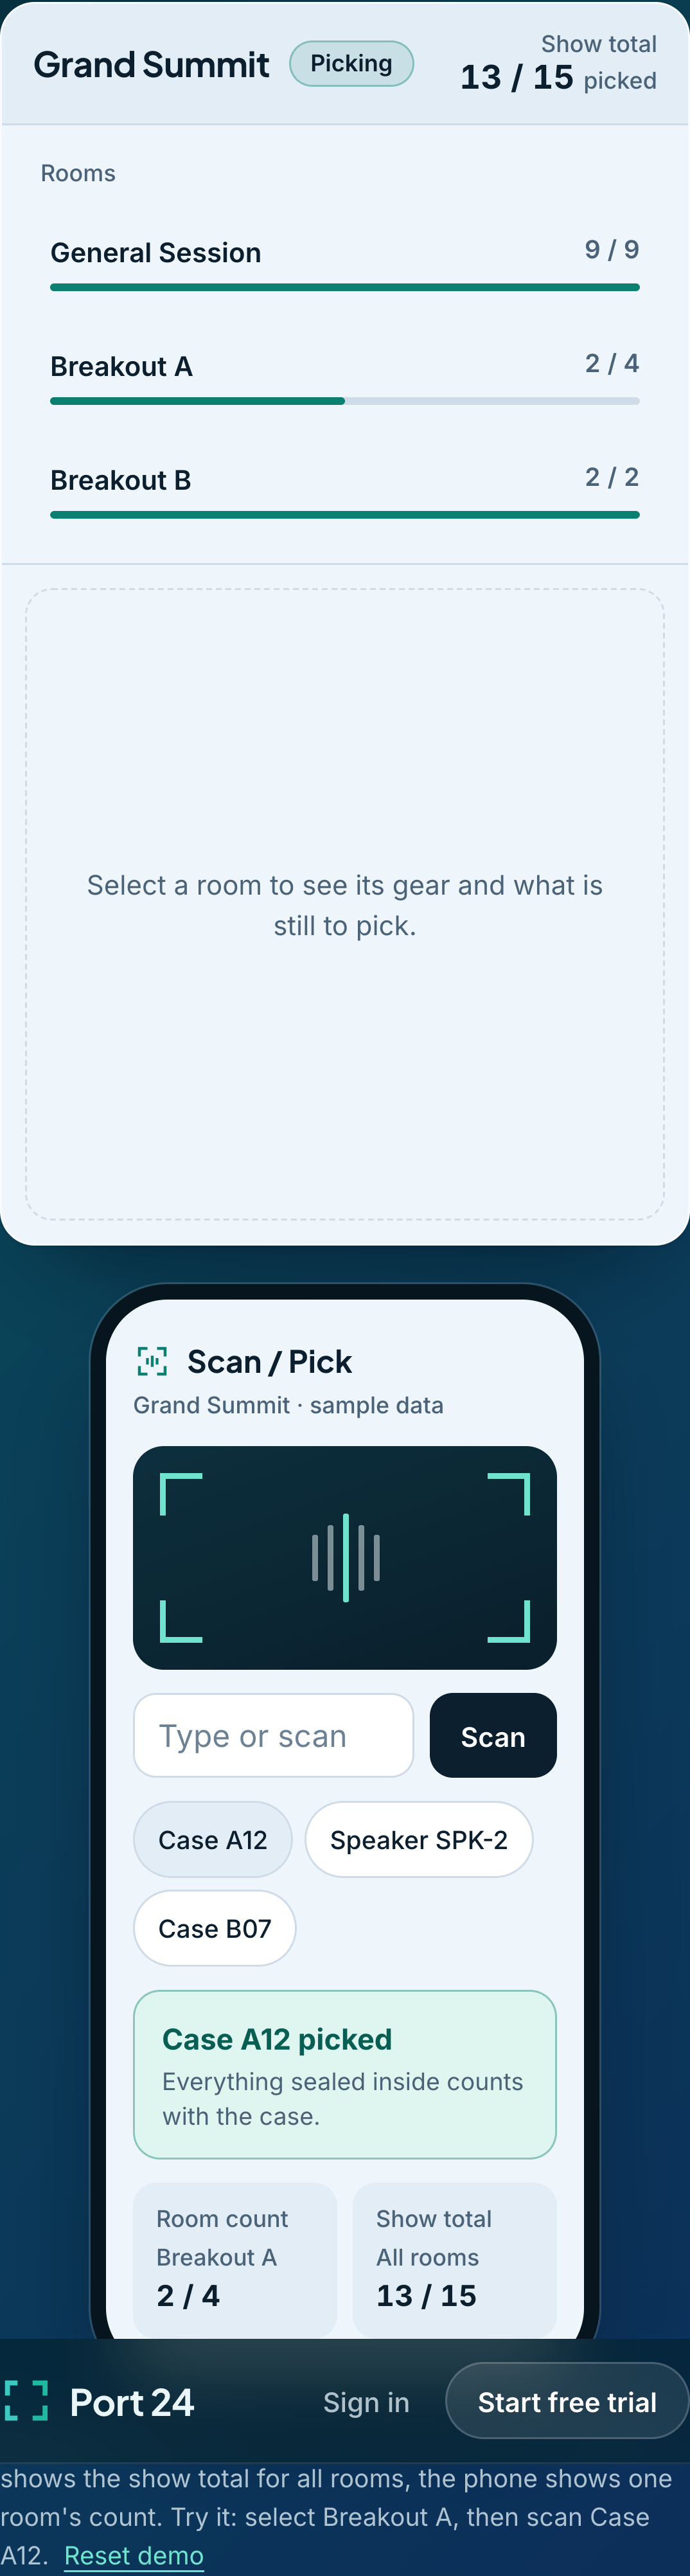 Grand Summit
Picking
Show total
13 / 15 picked
Rooms
General Session
9 / 9
Breakout A
2 / 4
Breakout B
2 / 2
Select a room to see its gear and what is
still to pick.
Scan / Pick
Grand Summit · sample data
Type or scan
Scan
Case A12
Speaker SPK-2
Case B07
Case A12 picked
Everything sealed inside counts
with the case.
Room count
Breakout A
2 / 4
Show total
All rooms
13 / 15
Port 24
Sign in
Start free trial
shows the show total for all rooms, the phone shows one
room's count. Try it: select Breakout A, then scan Case
A12. Reset demo